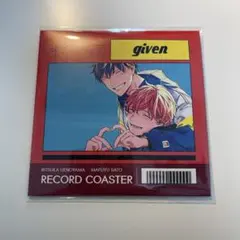 given
RITSUKA UENOYAMA MAFUYU SATO
RECORD COASTER